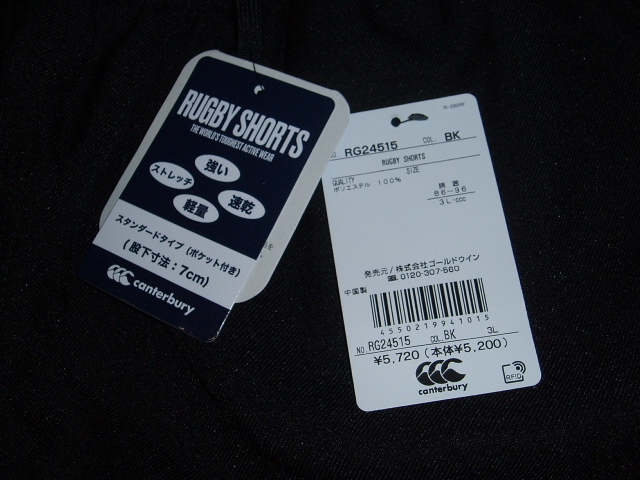 RUGBY SHORTS
THE WORLD'S TOUGHEST ACTIVE WEAR
強い
ストレッチ
速乾
軽量
スタンダードタイプ (ポケット付き)
(股下寸法:7cm)
canterbury
NO. RG24515 COL. BK
RUGBY SHORTS
QUALITY SIZE
ポリエステル 100% 胴囲
86-96
3L-ccc
発売元/株式会社ゴールドウイン
0120-307-560
中国製
4550219941015
NO. RG24515 COL. BK 3L
¥5,720(本体¥5,200)
canterbury
RFID